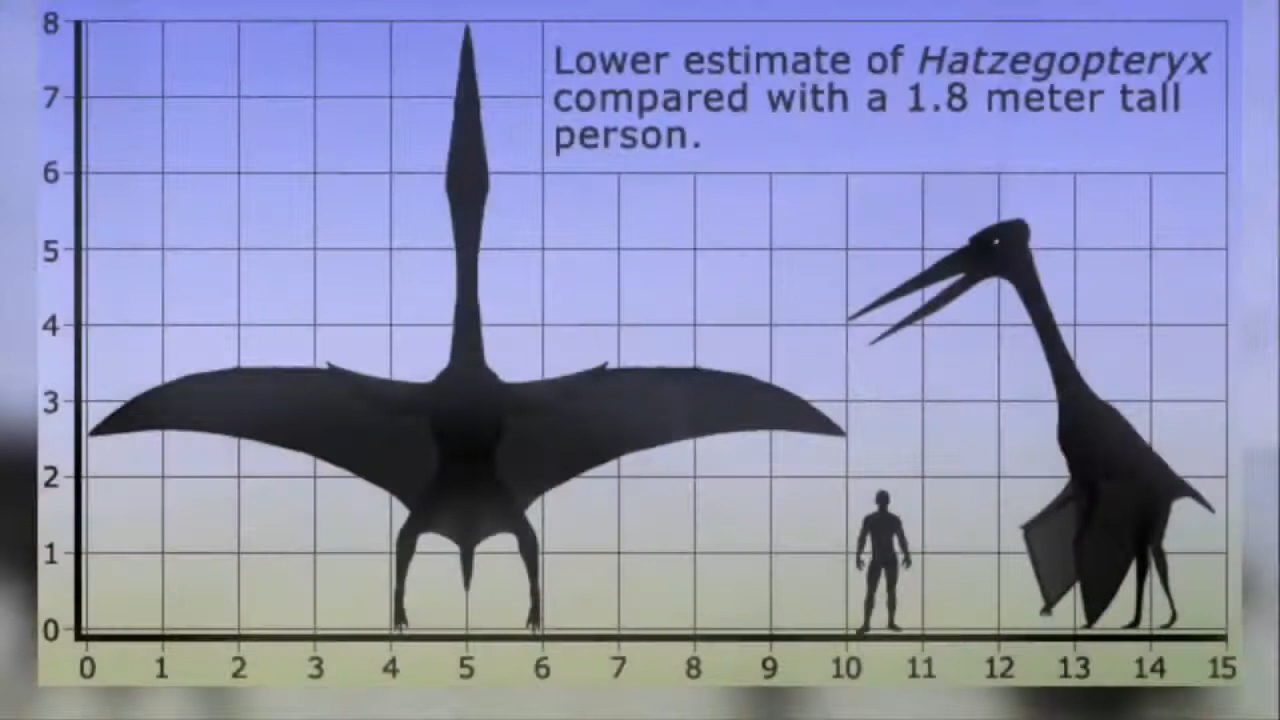 8
Lower estimate of Hatzegopteryx
compared with a 1.8 meter tall
person.
7
6
5
4
3
2
1
0
0 1 2 3 4 5 6 7 8 9 10 11 12 13 14 15